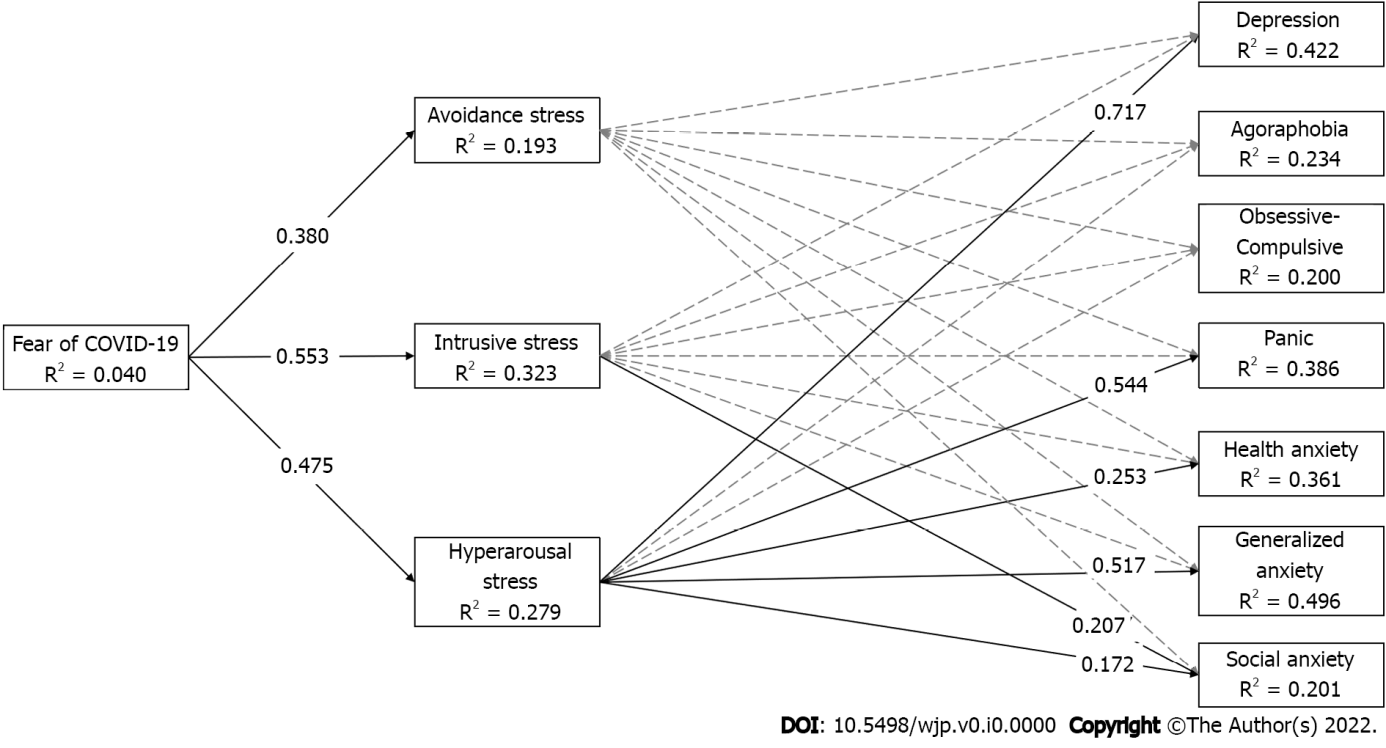 Fear of COVID-19
R² = 0.040
0.380
0.553
0.475
Avoidance stress
R² = 0.193
Intrusive stress
R² = 0.323
Hyperarousal
stress
R² = 0.279
0.717
0.544
0.253
0.517
0.207
0.172
Depression
R² = 0.422
Agoraphobia
R² = 0.234
Obsessive-
Compulsive
R² = 0.200
Panic
R² = 0.386
Health anxiety
R² = 0.361
Generalized
anxiety
R² = 0.496
Social anxiety
R² = 0.201
DOI: 10.5498/wjp.v0.i0.0000 Copyright ©The Author(s) 2022.